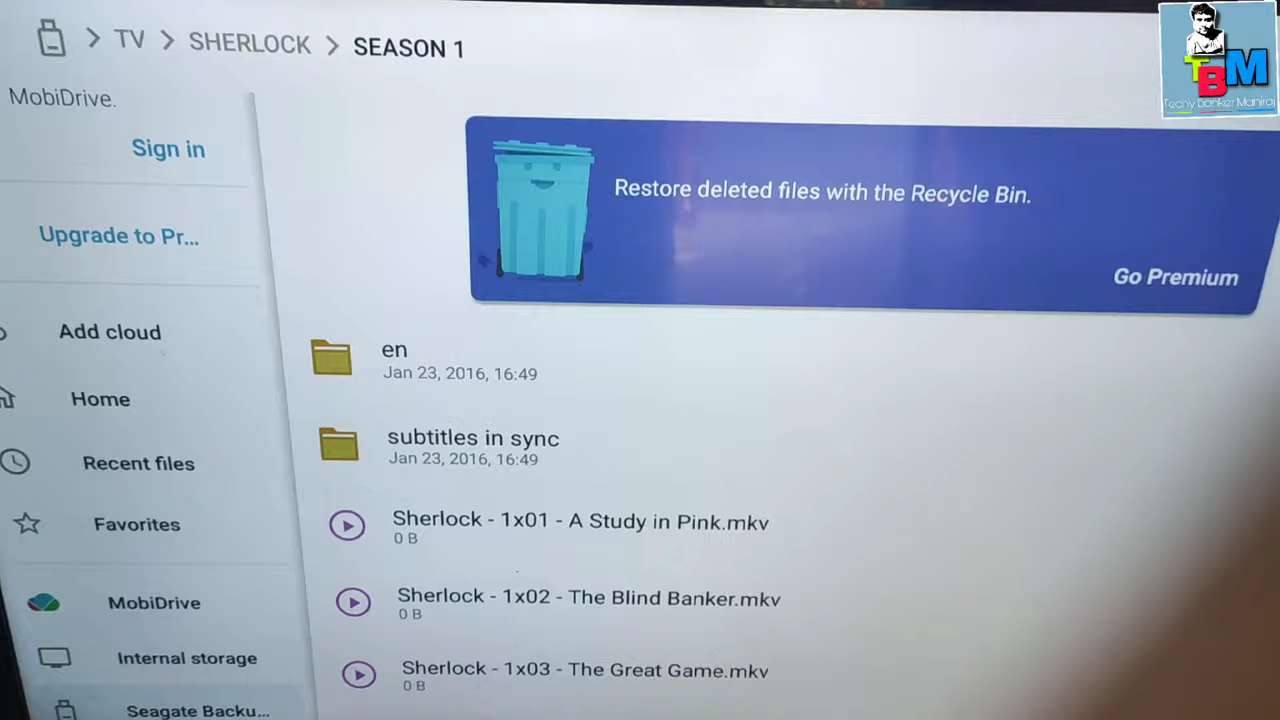 TV > SHERLOCK > SEASON 1
TBM
Techy Banker Maniraj
MobiDrive.
Sign in
Upgrade to Pr...
Restore deleted files with the Recycle Bin.
Go Premium
Add cloud
Home
Recent files
Favorites
MobiDrive
Internal storage
Seagate Backu...
en
Jan 23, 2016, 16:49
subtitles in sync
Jan 23, 2016, 16:49
Sherlock - 1x01 - A Study in Pink.mkv
0 B
Sherlock - 1x02 - The Blind Banker.mkv
0 B
Sherlock - 1x03 - The Great Game.mkv
0 B